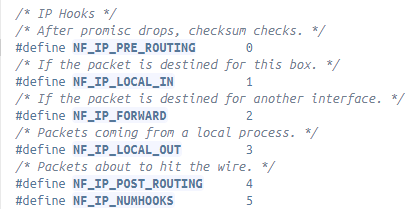 /* IP Hooks */
/* After promisc drops, checksum checks. */
#define NF_IP_PRE_ROUTING 0
/* If the packet is destined for this box. */
#define NF_IP_LOCAL_IN 1
/* If the packet is destined for another interface. */
#define NF_IP_FORWARD 2
/* Packets coming from a local process. */
#define NF_IP_LOCAL_OUT 3
/* Packets about to hit the wire. */
#define NF_IP_POST_ROUTING 4
#define NF_IP_NUMHOOKS 5